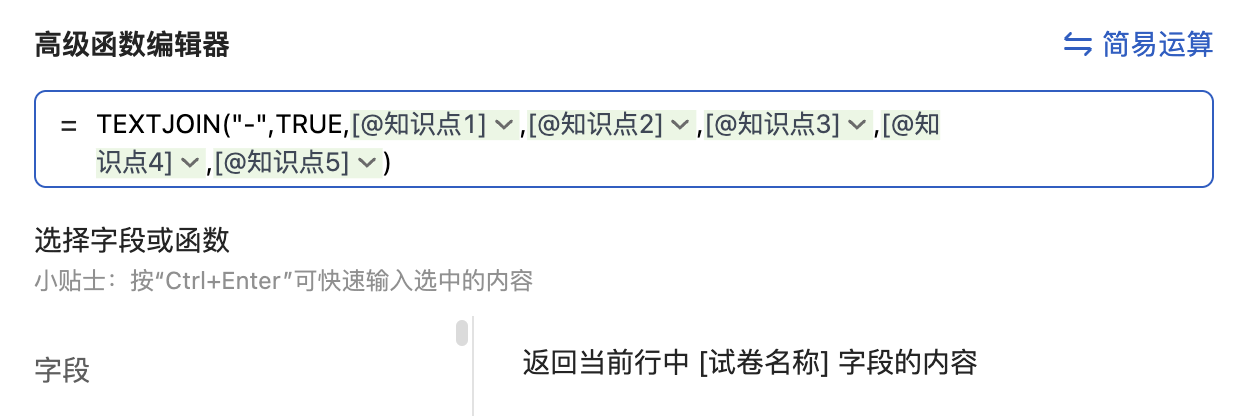 高级函数编辑器
简易运算
= TEXTJOIN("-",TRUE,[@知识点1],[@知识点2],[@知识点3],[@知
识点4],[@知识点5])
选择字段或函数
小贴士：按“Ctrl+Enter”可快速输入选中的内容
字段
返回当前行中 [试卷名称] 字段的内容